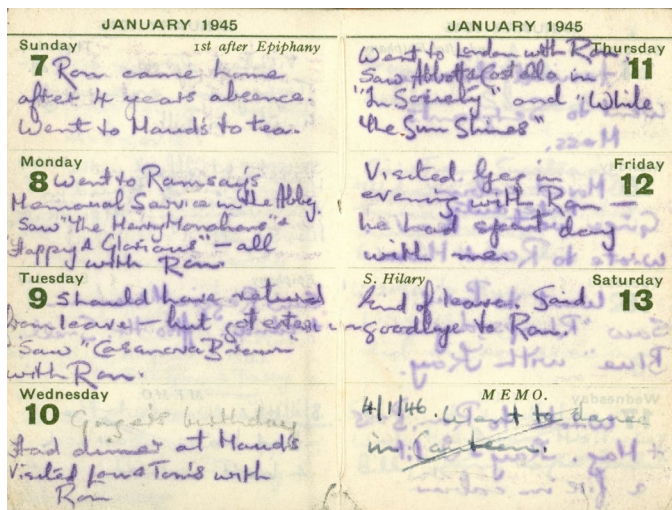 JANUARY 1945
Sunday 1st after Epiphany
7 Ron came home
after 4 years absence.
Went to Maud's to tea.
Monday
8 Went to Ramsay's
Memorial Service in the Abbey.
Saw "The Merry Monahans" &
"Happy & Glorious" – all
with Ron.
Tuesday
9 Should have returned
from leave – but got extension
Saw "Casanova Brown"
with Ron.
Wednesday
10 birthday
Had dinner at Maud's
Visited with
Ron
JANUARY 1945
Thursday
11
Went to London with Ron
Saw Abbott & Costello in
"In Society" and "While
the Sun Shines"
Friday
12
Visited Geg in
evening with Ron –
he had spent day
with me
S. Hilary Saturday
13
End of leave. Said
goodbye to Ron.
MEMO.
4/1/46. Went to dance
in Canteen.